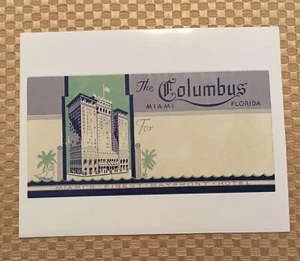 The Columbus
MIAMI FLORIDA
For
MIAMI'S · FINEST · BAYFRONT · HOTEL